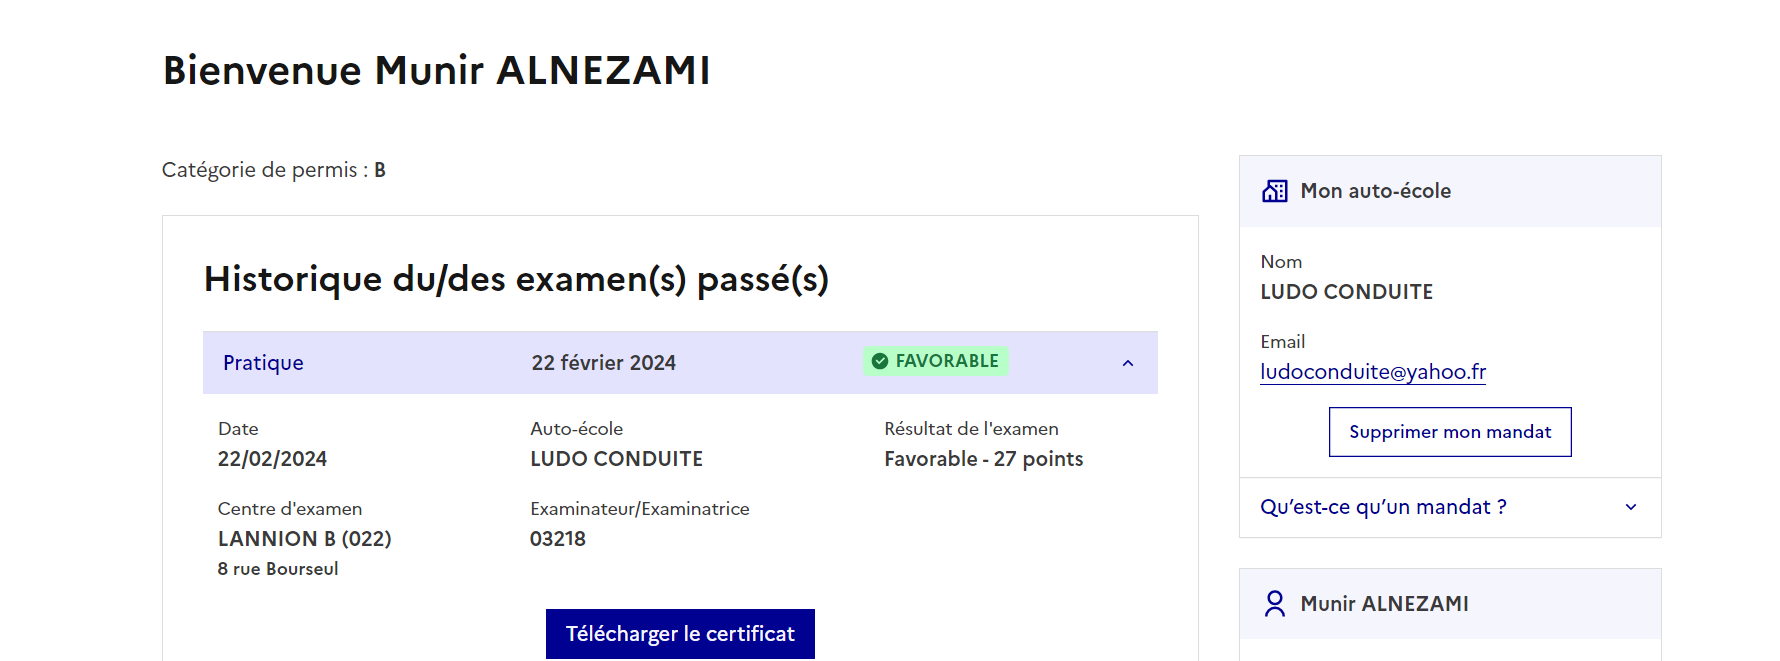 Bienvenue Munir ALNEZAMI
Catégorie de permis : B
Historique du/des examen(s) passé(s)
Pratique 22 février 2024 FAVORABLE
Date Auto-école Résultat de l'examen
22/02/2024 LUDO CONDUITE Favorable - 27 points
Centre d'examen Examinateur/Examinatrice
LANNION B (022) 03218
8 rue Bourseul
Télécharger le certificat
Mon auto-école
Nom
LUDO CONDUITE
Email
ludoconduite@yahoo.fr
Supprimer mon mandat
Qu’est-ce qu’un mandat ?
Munir ALNEZAMI